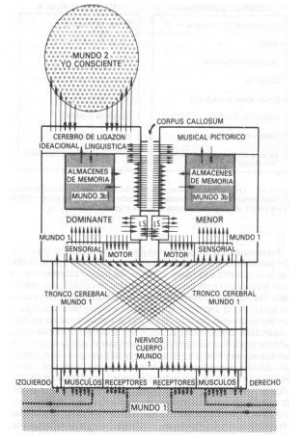 MUNDO 2
YO CONSCIENTE
CORPUS CALLOSUM
CEREBRO DE LIGAZON
IDEACIONAL LINGUISTICA
MUSICAL PICTORICO
ALMACENES
DE MEMORIA
MUNDO 3b
ALMACENES
DE MEMORIA
MUNDO 3b
DOMINANTE
MENOR
LS
LS
MUNDO 1
SENSORIAL
MOTOR
MOTOR
SENSORIAL
MUNDO 1
TRONCO CEREBRAL
MUNDO 1
TRONCO CEREBRAL
MUNDO 1
NERVIOS
CUERPO
MUNDO
1
IZQUIERDO
MUSCULOS
RECEPTORES
RECEPTORES
MUSCULOS
DERECHO
MUNDO 1